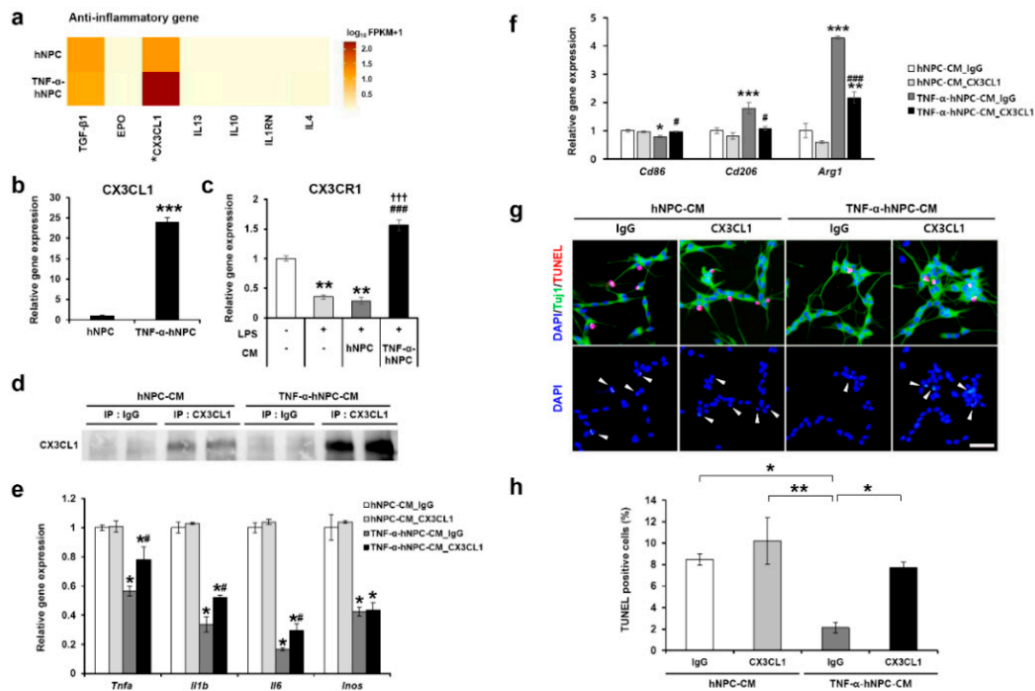 a
Anti-inflammatory gene
log₁₀ FPKM+1
hNPC
TNF-α-
hNPC
2.0
1.5
1.0
0.5
TGF-β1
EPO
*CX3CL1
IL13
IL10
IL1RN
IL4
b
CX3CL1
Relative gene expression
30
25
20
15
10
5
0
***
hNPC
TNF-α-hNPC
c
CX3CR1
Relative gene expression
2
1.5
1
0.5
0
**
**
†††
###
LPS
-
+
+
+
CM
-
-
hNPC
TNF-α-
hNPC
d
hNPC-CM
TNF-α-hNPC-CM
IP : IgG
IP : CX3CL1
IP : IgG
IP : CX3CL1
CX3CL1
e
Relative gene expression
1.2
1
0.8
0.6
0.4
0.2
0
hNPC-CM_IgG
hNPC-CM_CX3CL1
TNF-α-hNPC-CM_IgG
TNF-α-hNPC-CM_CX3CL1
*
*#
*
*#
*
*#
*
*
Tnfa
Il1b
Il6
Inos
f
Relative gene expression
5
4
3
2
1
0
*
#
***
#
***
###
**
hNPC-CM_IgG
hNPC-CM_CX3CL1
TNF-α-hNPC-CM_IgG
TNF-α-hNPC-CM_CX3CL1
Cd86
Cd206
Arg1
g
hNPC-CM
TNF-α-hNPC-CM
IgG
CX3CL1
IgG
CX3CL1
DAPI/Tuj1/TUNEL
DAPI
h
*
**
*
TUNEL positive cells (%)
14
12
10
8
6
4
2
0
IgG
CX3CL1
IgG
CX3CL1
hNPC-CM
TNF-α-hNPC-CM